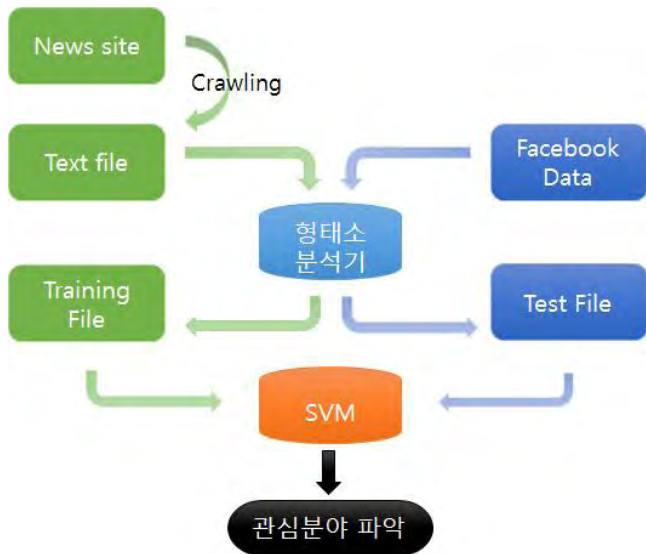 News site
Crawling
Text file
Facebook
Data
형태소
분석기
Training
File
Test File
SVM
관심분야 파악